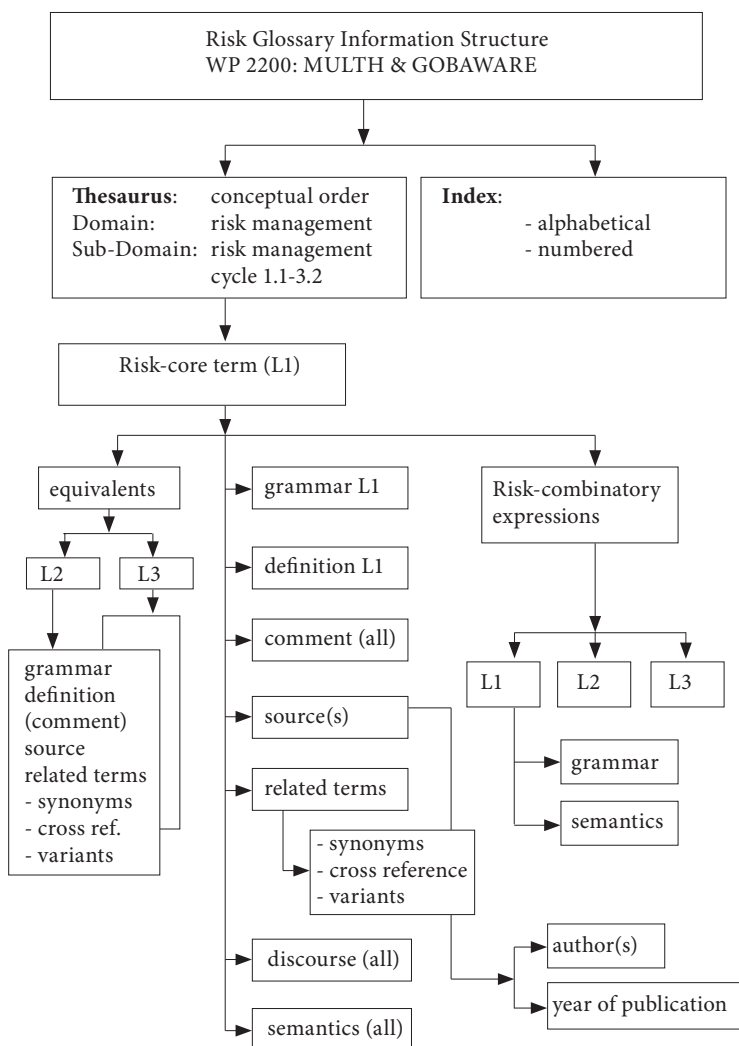 Risk Glossary Information Structure
WP 2200: MULTH & GOBAWARE
Thesaurus: conceptual order
Domain: risk management
Sub-Domain: risk management
cycle 1.1-3.2
Index:
- alphabetical
- numbered
Risk-core term (L1)
equivalents
L2
L3
grammar
definition
(comment)
source
related terms
- synonyms
- cross ref.
- variants
grammar L1
definition L1
comment (all)
source(s)
related terms
- synonyms
- cross reference
- variants
discourse (all)
semantics (all)
Risk-combinatory
expressions
L1
L2
L3
grammar
semantics
author(s)
year of publication